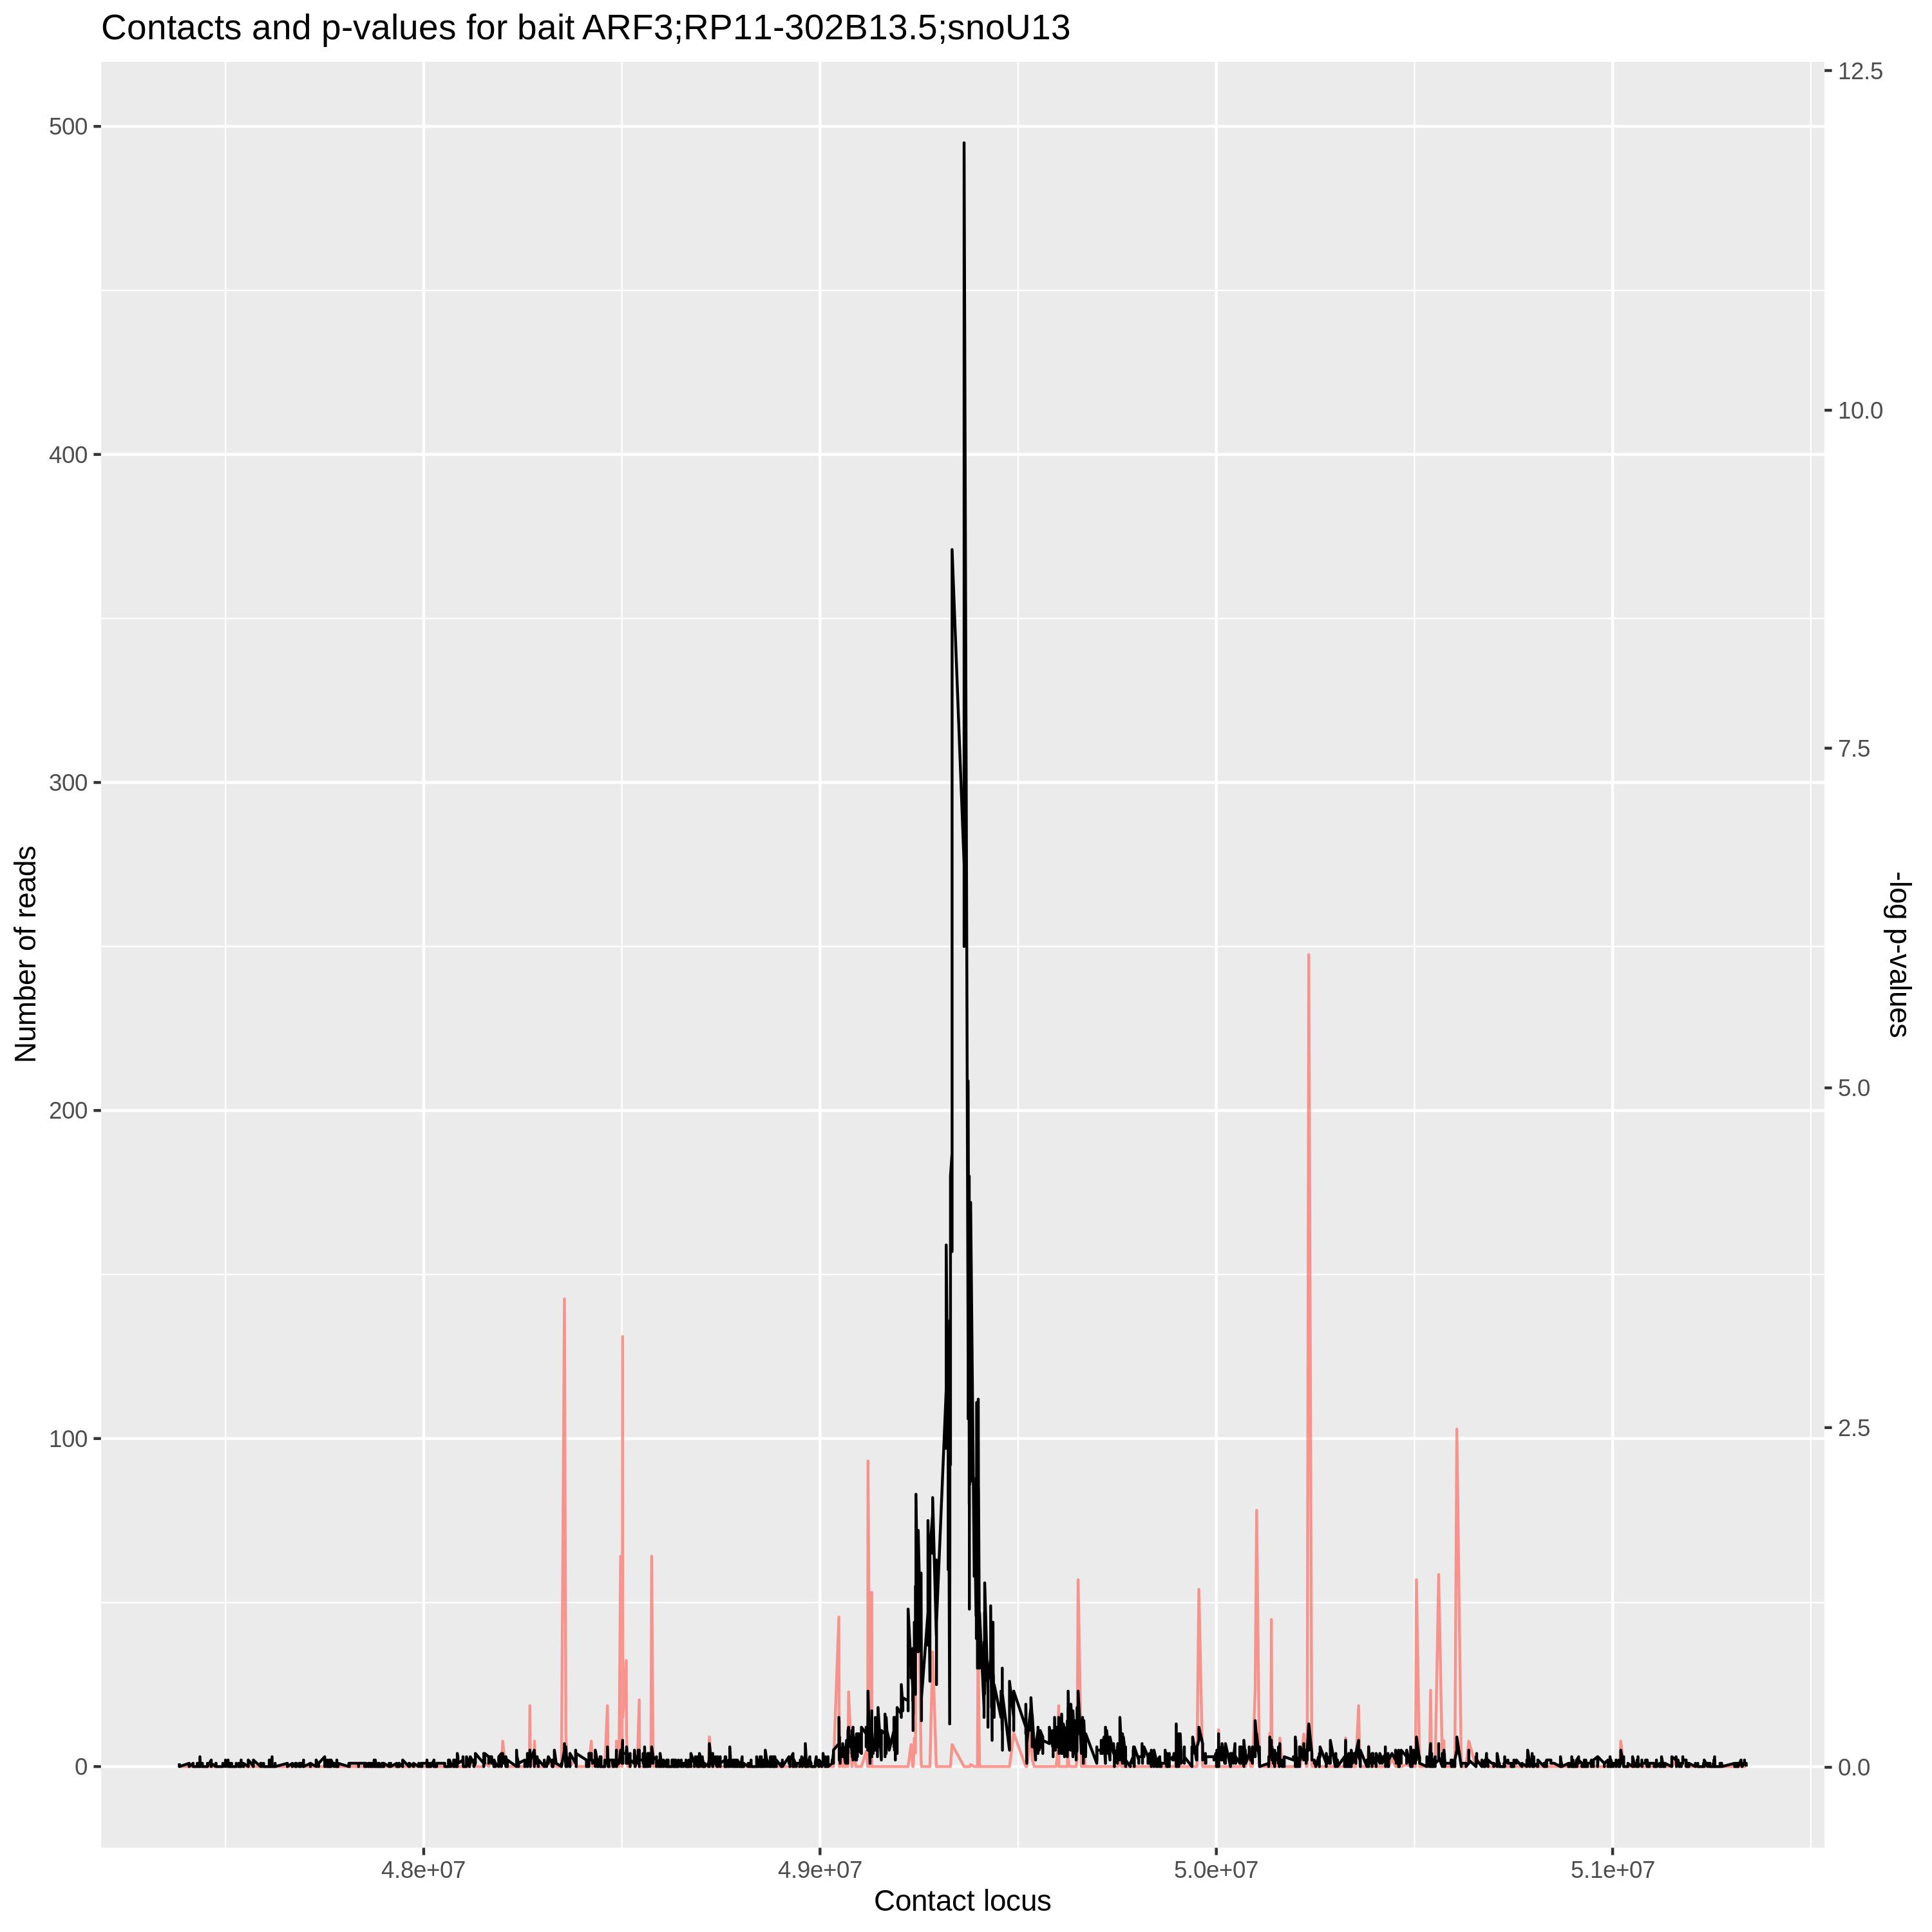 Contacts and p-values for bait ARF3;RP11-302B13.5;snoU13
500
400
300
200
100
0
Number of reads
12.5
10.0
7.5
5.0
2.5
0.0
-log p-values
4.8e+07
4.9e+07
5.0e+07
5.1e+07
Contact locus